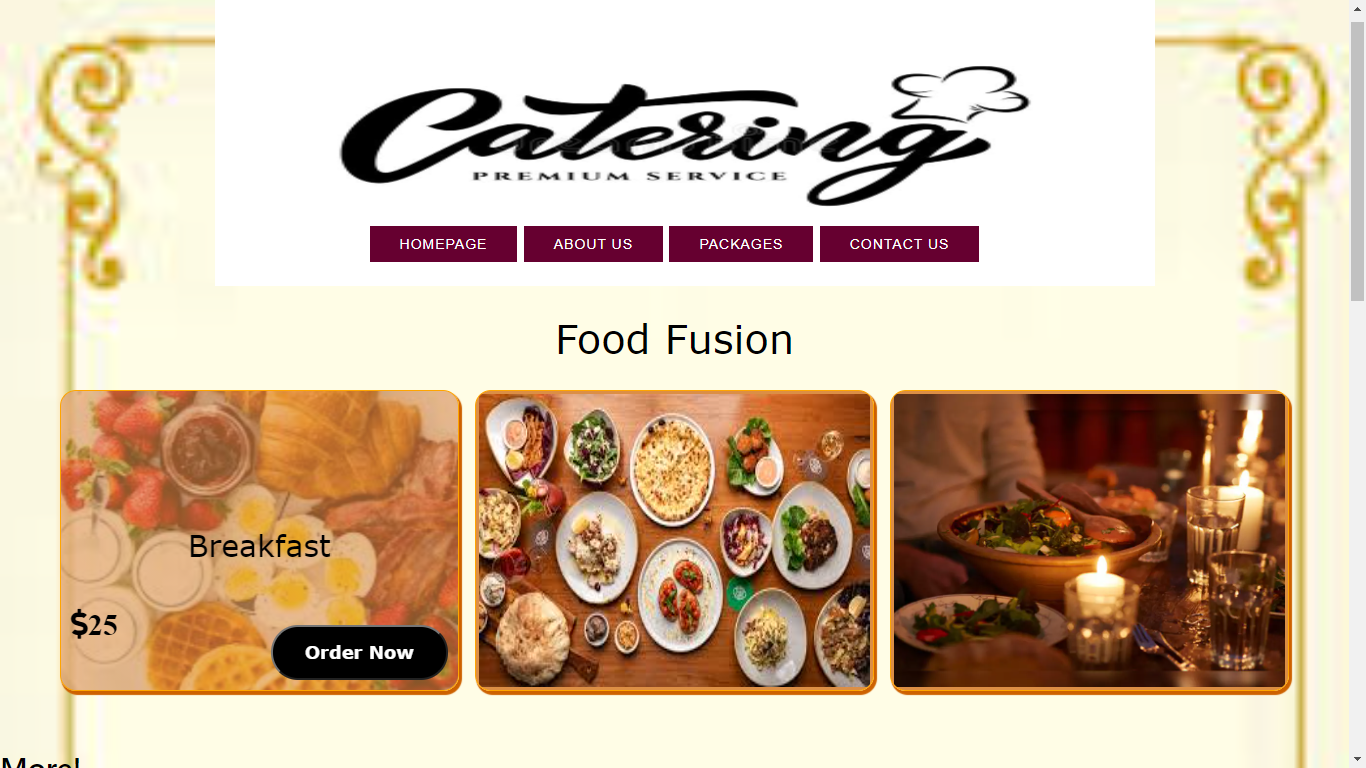 Catering
PREMIUM SERVICE
HOMEPAGE
ABOUT US
PACKAGES
CONTACT US
Food Fusion
Breakfast
$25
Order Now
More!